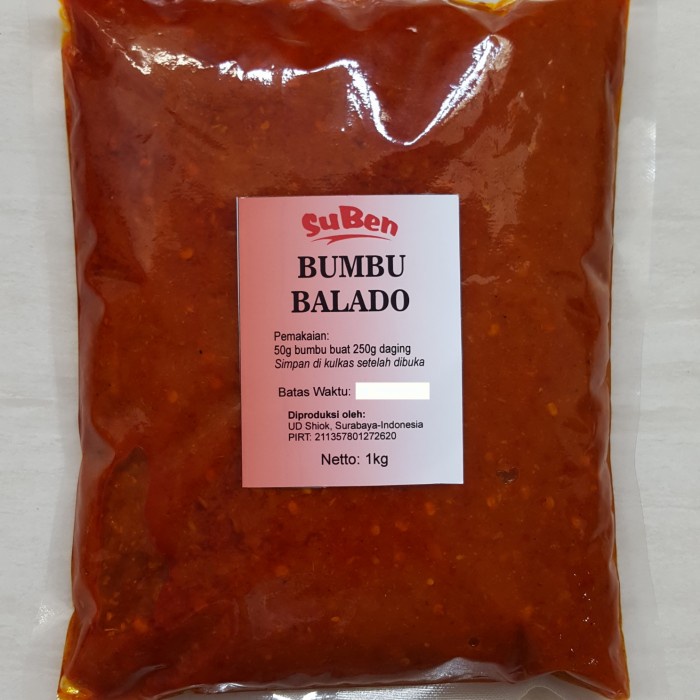 SuBen
BUMBU
BALADO
Pemakaian:
50g bumbu buat 250g daging
Simpan di kulkas setelah dibuka
Batas Waktu:
Diproduksi oleh:
UD Shiok, Surabaya-Indonesia
PIRT: 211357801272620
Netto: 1kg